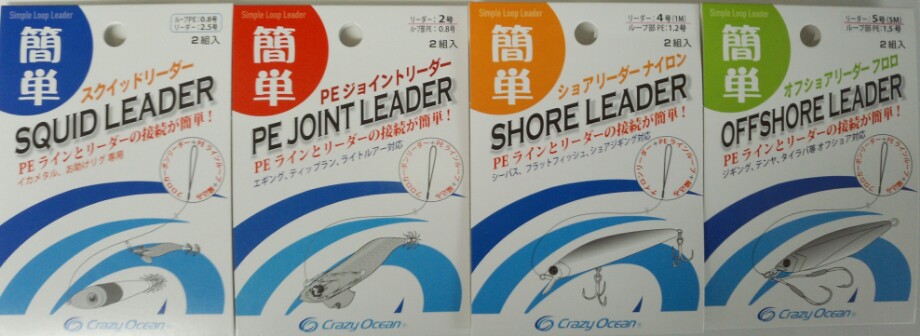 Simple Loop Leader
簡単
ループPE:0.8号
リーダー:2.5号
2組入
スクイッドリーダー
SQUID LEADER
PEラインとリーダーの接続が簡単!
イカメタル、お助けリグ専用
Crazy Ocean
Simple Loop Leader
簡単
リーダー:2号
ループ部PE:0.8号
2組入
PEジョイントリーダー
PE JOINT LEADER
PEラインとリーダーの接続が簡単!
エギング、ティップラン、ライトルアー対応
Crazy Ocean
Simple Loop Leader
簡単
リーダー:4号(1M)
ループ部PE:1.2号
2組入
ショアリーダー ナイロン
SHORE LEADER
PEラインとリーダーの接続が簡単!
シーバス、フラットフィッシュ、ショアジギング対応
Crazy Ocean
Simple Loop Leader
簡単
リーダー:5号(5M)
ループ部PE:1.5号
2組入
オフショアリーダー フロロ
OFFSHORE LEADER
PEラインとリーダーの接続が簡単!
ジギング、テンヤ、タイラバ等 オフショア対応
Crazy Ocean